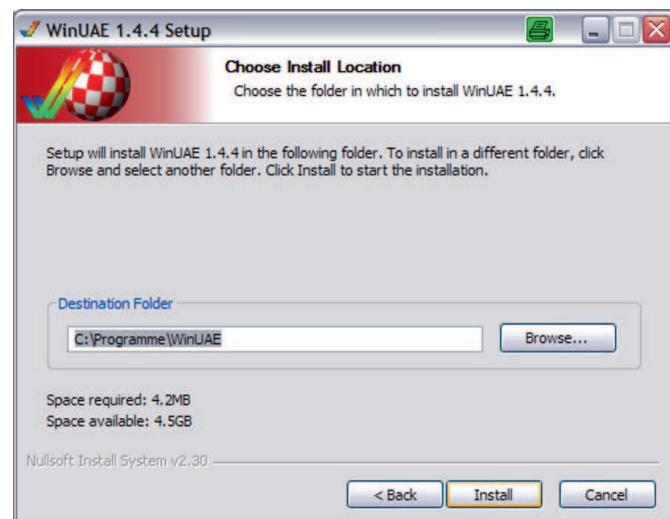 WinUAE 1.4.4 Setup
Choose Install Location
Choose the folder in which to install WinUAE 1.4.4.
Setup will install WinUAE 1.4.4 in the following folder. To install in a different folder, click
Browse and select another folder. Click Install to start the installation.
Destination Folder
C:\Programme\WinUAE
Browse...
Space required: 4.2MB
Space available: 4.5GB
Nullsoft Install System v2.30
< Back
Install
Cancel